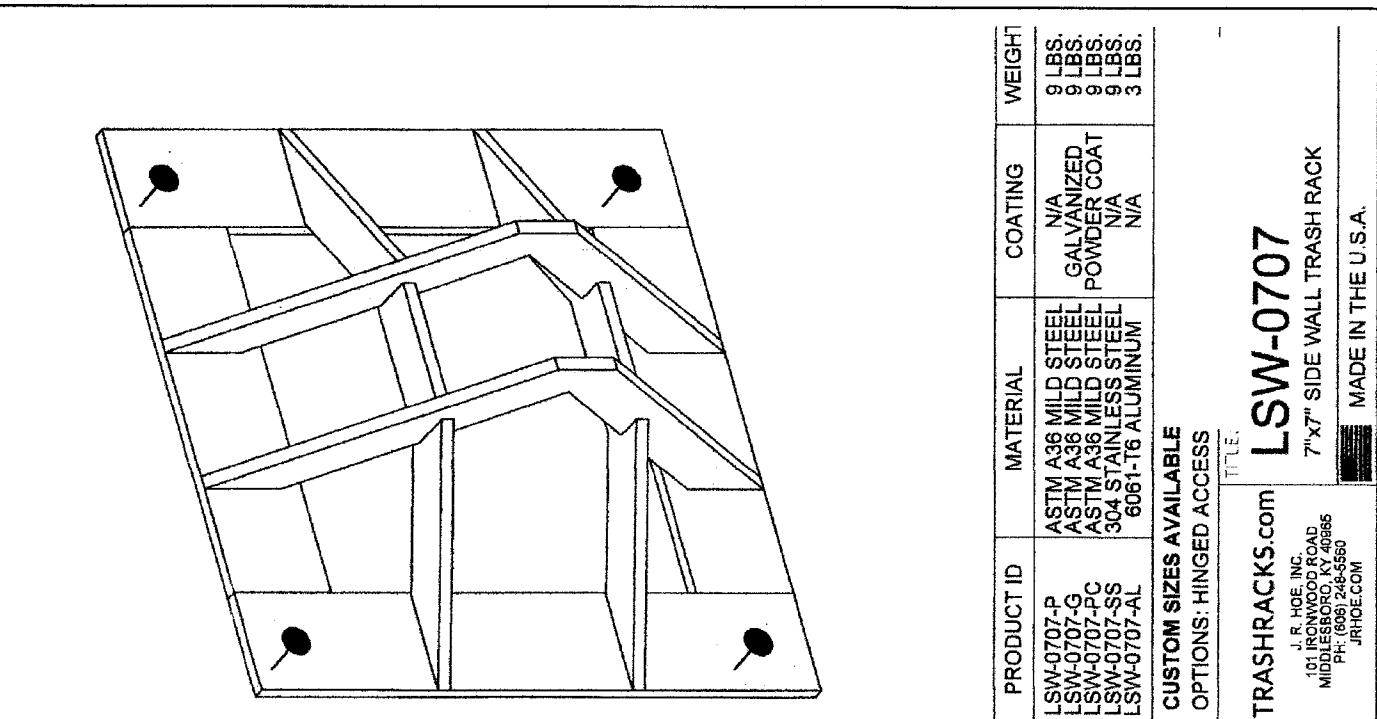 PRODUCT ID MATERIAL COATING WEIGHT
LSW-0707-P ASTM A36 MILD STEEL N/A 9 LBS.
LSW-0707-G ASTM A36 MILD STEEL GALVANIZED 9 LBS.
LSW-0707-PC ASTM A36 MILD STEEL POWDER COAT 9 LBS.
LSW-0707-SS 304 STAINLESS STEEL N/A 9 LBS.
LSW-0707-AL 6061-T6 ALUMINUM N/A 3 LBS.
CUSTOM SIZES AVAILABLE
OPTIONS: HINGED ACCESS
TRASHRACKS.com
J. R. HOE, INC.
101 IRONWOOD ROAD
MIDDLESBORO, KY 40965
PH: (606) 248-5560
JRHOE.COM
TITLE:
LSW-0707
7"x7" SIDE WALL TRASH RACK
MADE IN THE U.S.A.